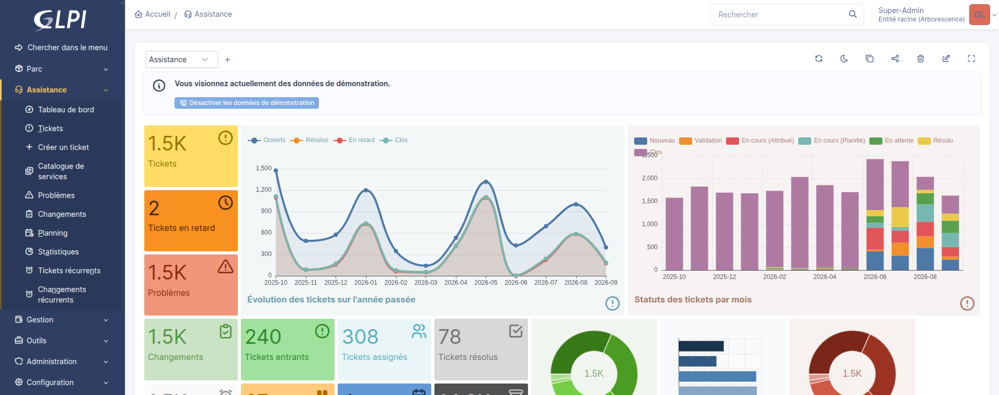 GLPI
Chercher dans le menu
Parc
Assistance
Tableau de bord
Tickets
Créer un ticket
Catalogue de
services
Problèmes
Changements
Planning
Statistiques
Tickets récurrents
Changements
récurrents
Gestion
Outils
Administration
Configuration
Accueil / Assistance
Rechercher
Super-Admin
Entité racine (Arborescence)
GL
Assistance
Vous visionnez actuellement des données de démonstration.
Désactiver les données de démonstration
1.5K
Tickets
2
Tickets en retard
1.5K
Problèmes
Ouverts Résolus En retard Clos
1,500
1,200
900
600
300
0
2025-10 2025-11 2025-12 2026-01 2026-02 2026-03 2026-04 2026-05 2026-06 2026-07 2026-08 2026-09
Évolution des tickets sur l'année passée
Nouveau Validation En cours (Attribué) En cours (Planifié) En attente Résolu
Clos
2,500
2,000
1,500
1,000
500
0
2025-10 2025-12 2026-02 2026-04 2026-06 2026-08
Statuts des tickets par mois
1.5K
Changements
240
Tickets entrants
308
Tickets assignés
78
Tickets résolus
1.5K
1.5K